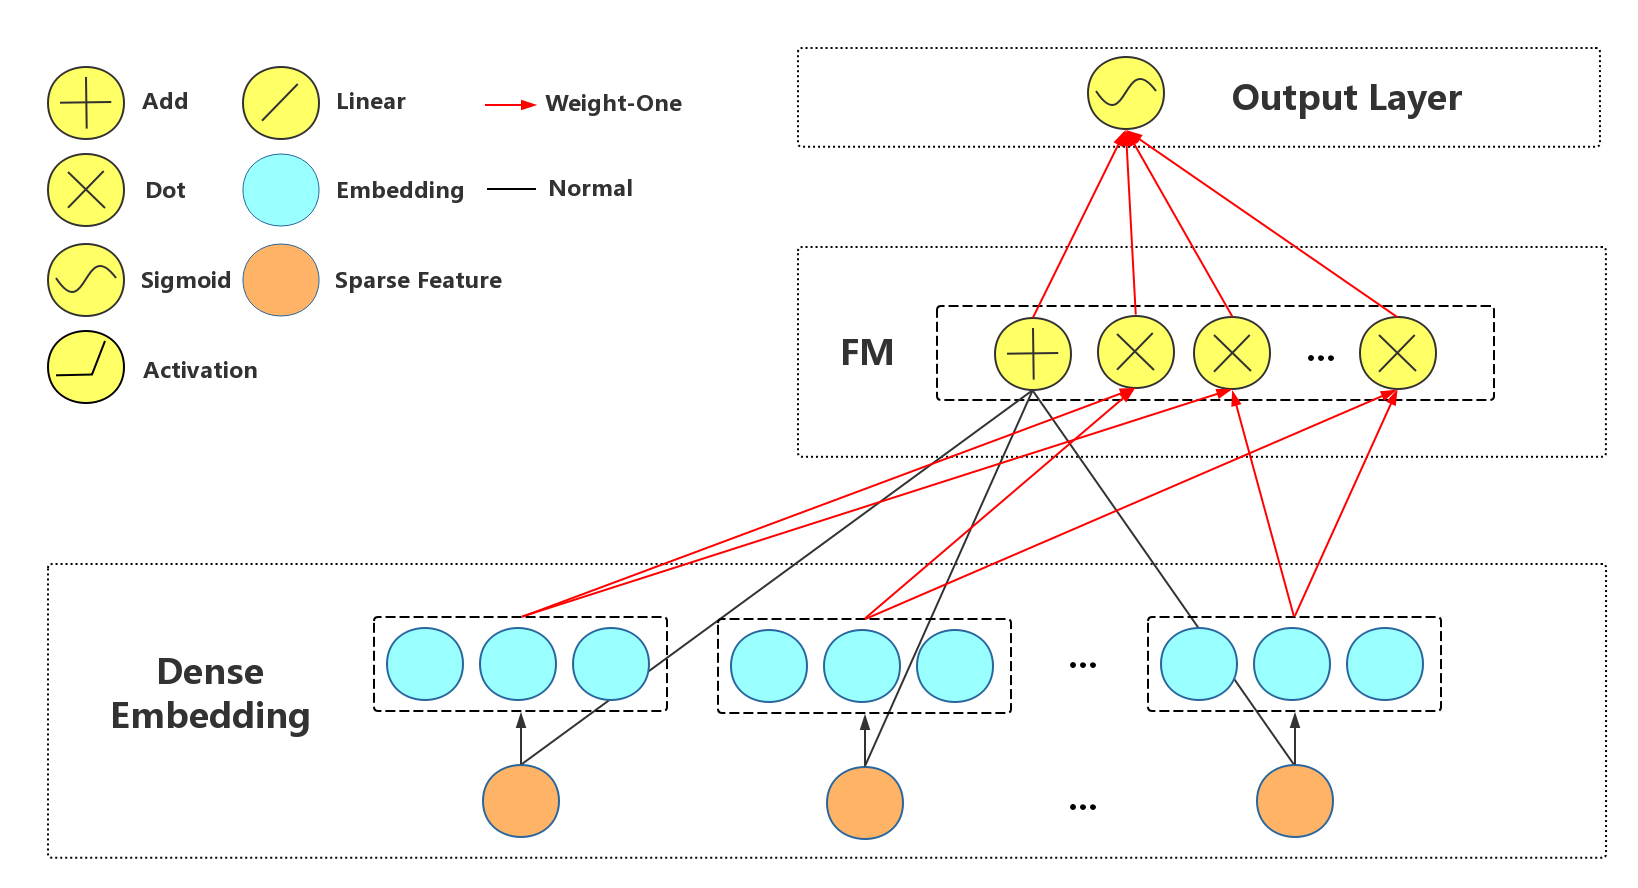 Add
Linear
Weight-One
Dot
Embedding
Normal
Sigmoid
Sparse Feature
Activation
Output Layer
FM
...
Dense
Embedding
...
...